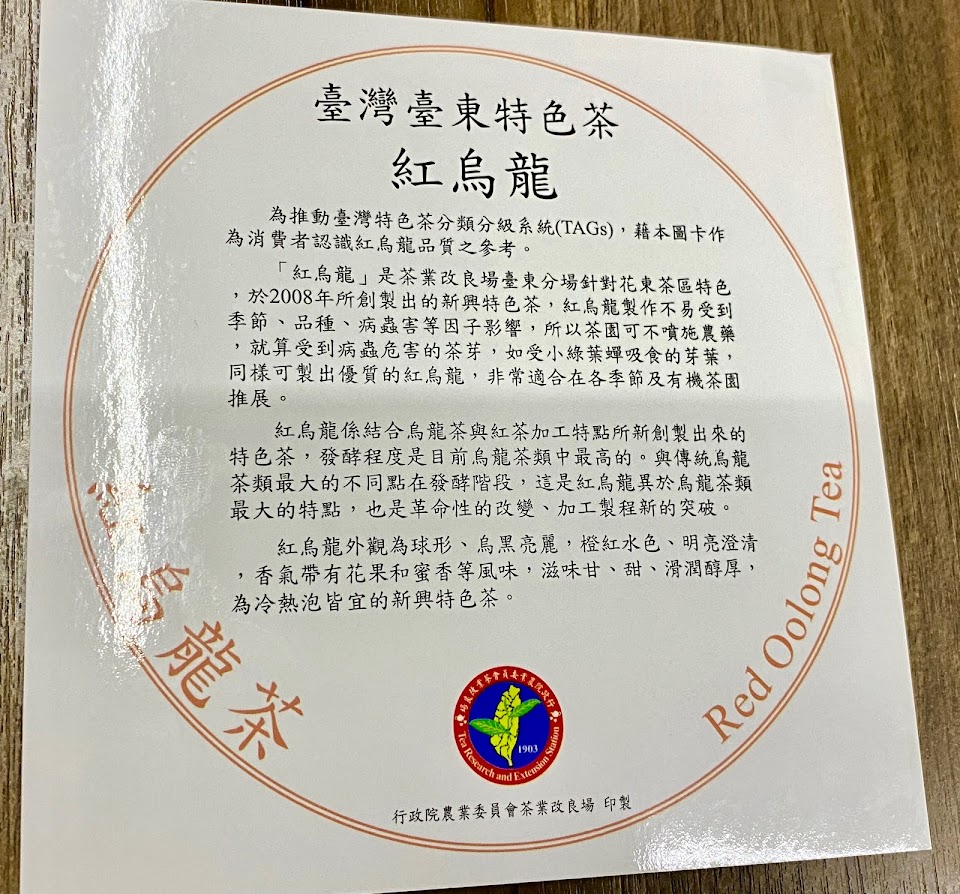 臺灣臺東特色茶
紅烏龍
為推動臺灣特色茶分類分級系統(TAGs)，藉本圖卡作
為消費者認識紅烏龍品質之參考。
「紅烏龍」是茶業改良場臺東分場針對花東茶區特色
，於2008年所創製出的新興特色茶，紅烏龍製作不易受到
季節、品種、病蟲害等因子影響，所以茶園可不噴施農藥
，就算受到病蟲危害的茶芽，如受小綠葉蟬吸食的芽葉，
同樣可製出優質的紅烏龍，非常適合在各季節及有機茶園
推展。
紅烏龍係結合烏龍茶與紅茶加工特點所新創製出來的
特色茶，發酵程度是目前烏龍茶類中最高的。與傳統烏龍
茶類最大的不同點在發酵階段，這是紅烏龍異於烏龍茶類
最大的特點，也是革命性的改變、加工製程新的突破。
紅烏龍外觀為球形、烏黑亮麗，橙紅水色、明亮澄清
，香氣帶有花果和蜜香等風味，滋味甘、甜、滑潤醇厚，
為冷熱泡皆宜的新興特色茶。
紅烏龍茶
Red Oolong Tea
行政院農業委員會茶業改良場
1903
Tea Research and Extension Station
行政院農業委員會茶業改良場 印製